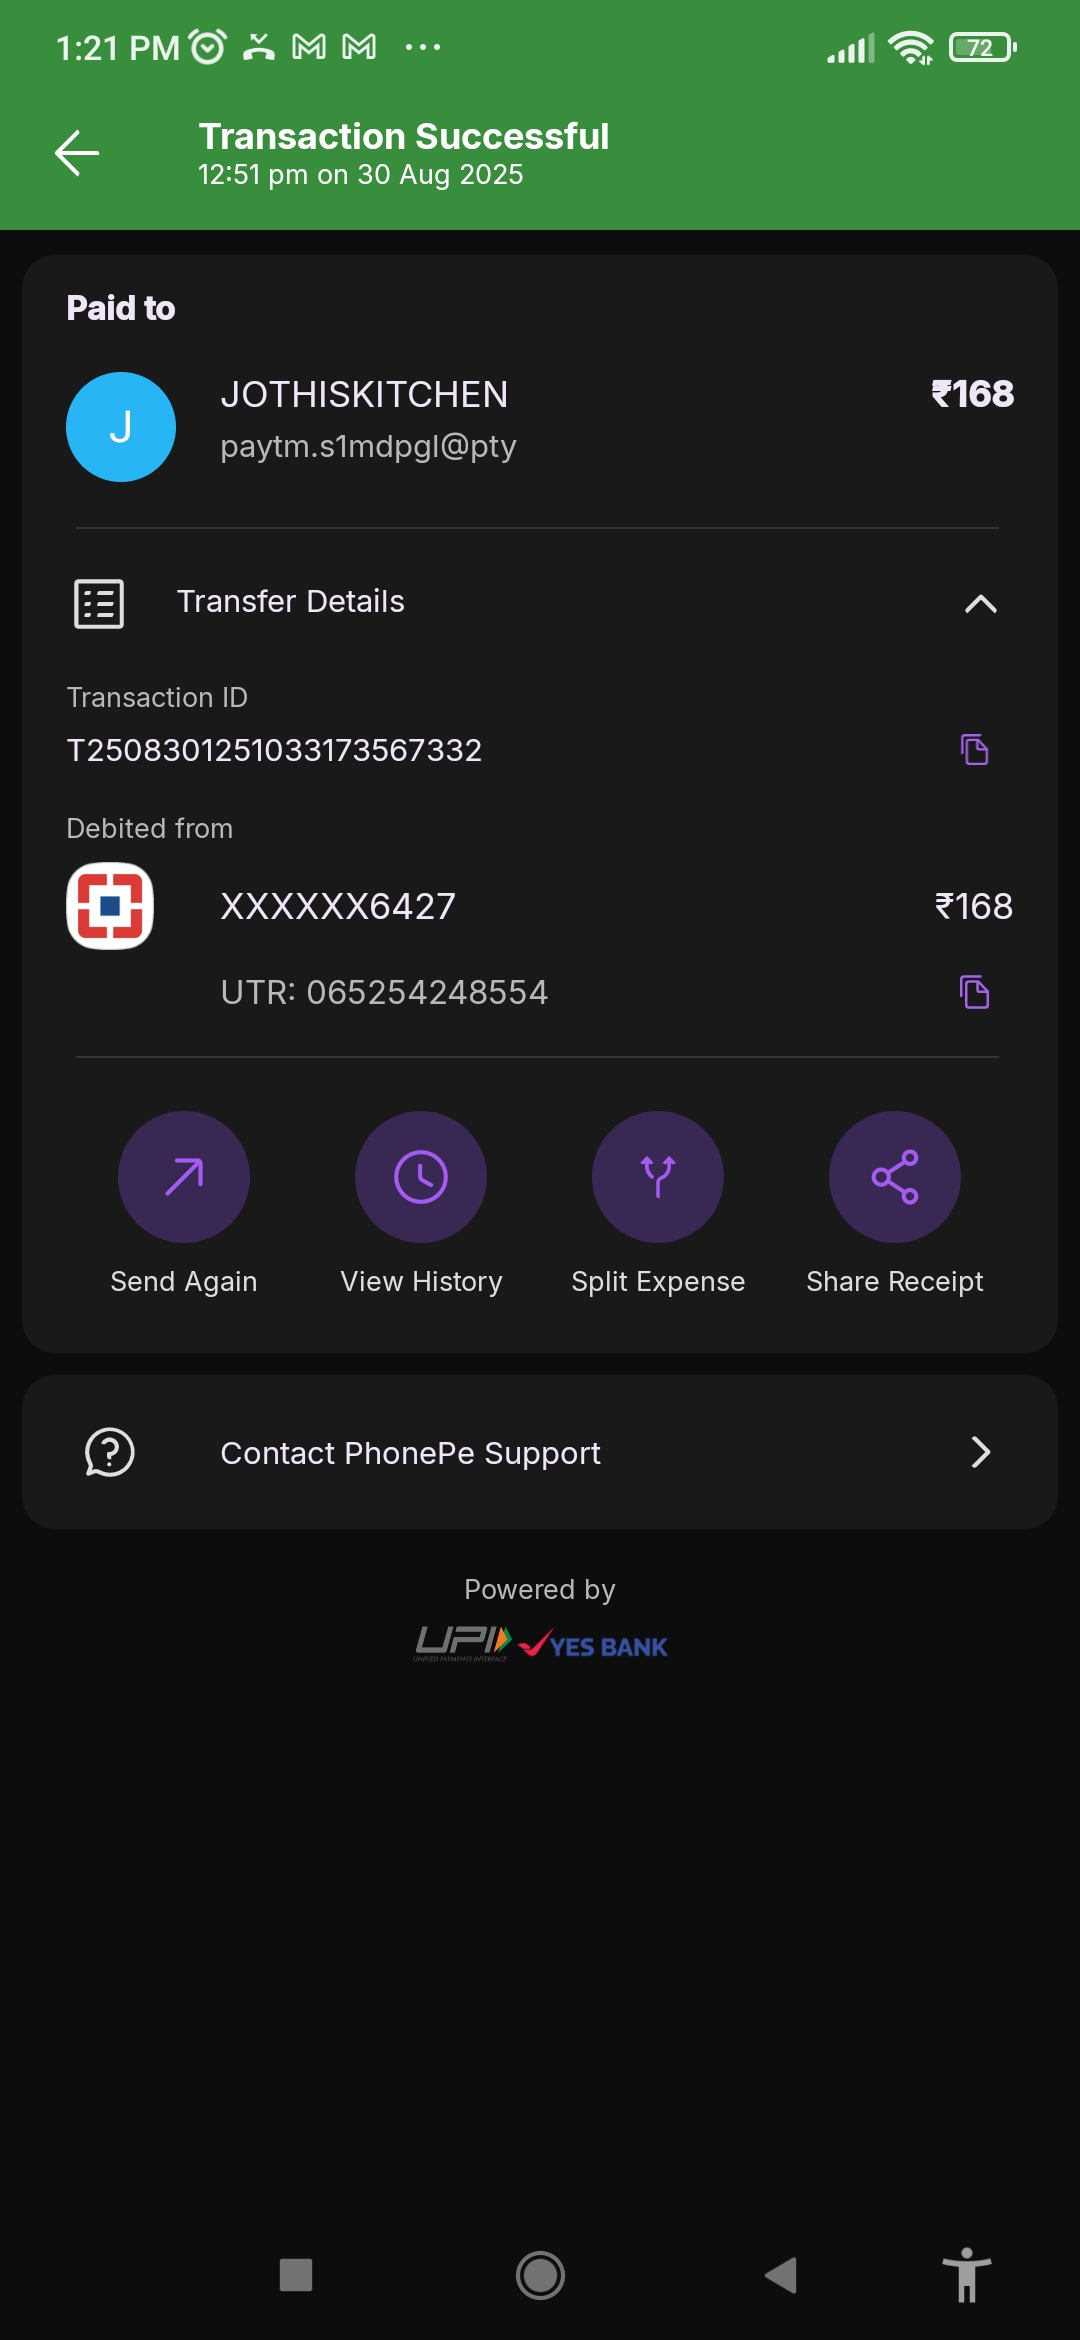 1:21 PM
72
Transaction Successful
12:51 pm on 30 Aug 2025
Paid to
J
JOTHISKITCHEN
₹168
paytm.s1mdpgl@pty
Transfer Details
Transaction ID
T2508301251033173567332
Debited from
XXXXXX6427
₹168
UTR: 065254248554
Send Again
View History
Split Expense
Share Receipt
Contact PhonePe Support
Powered by
UPI
UNIFIED PAYMENTS INTERFACE
YES BANK